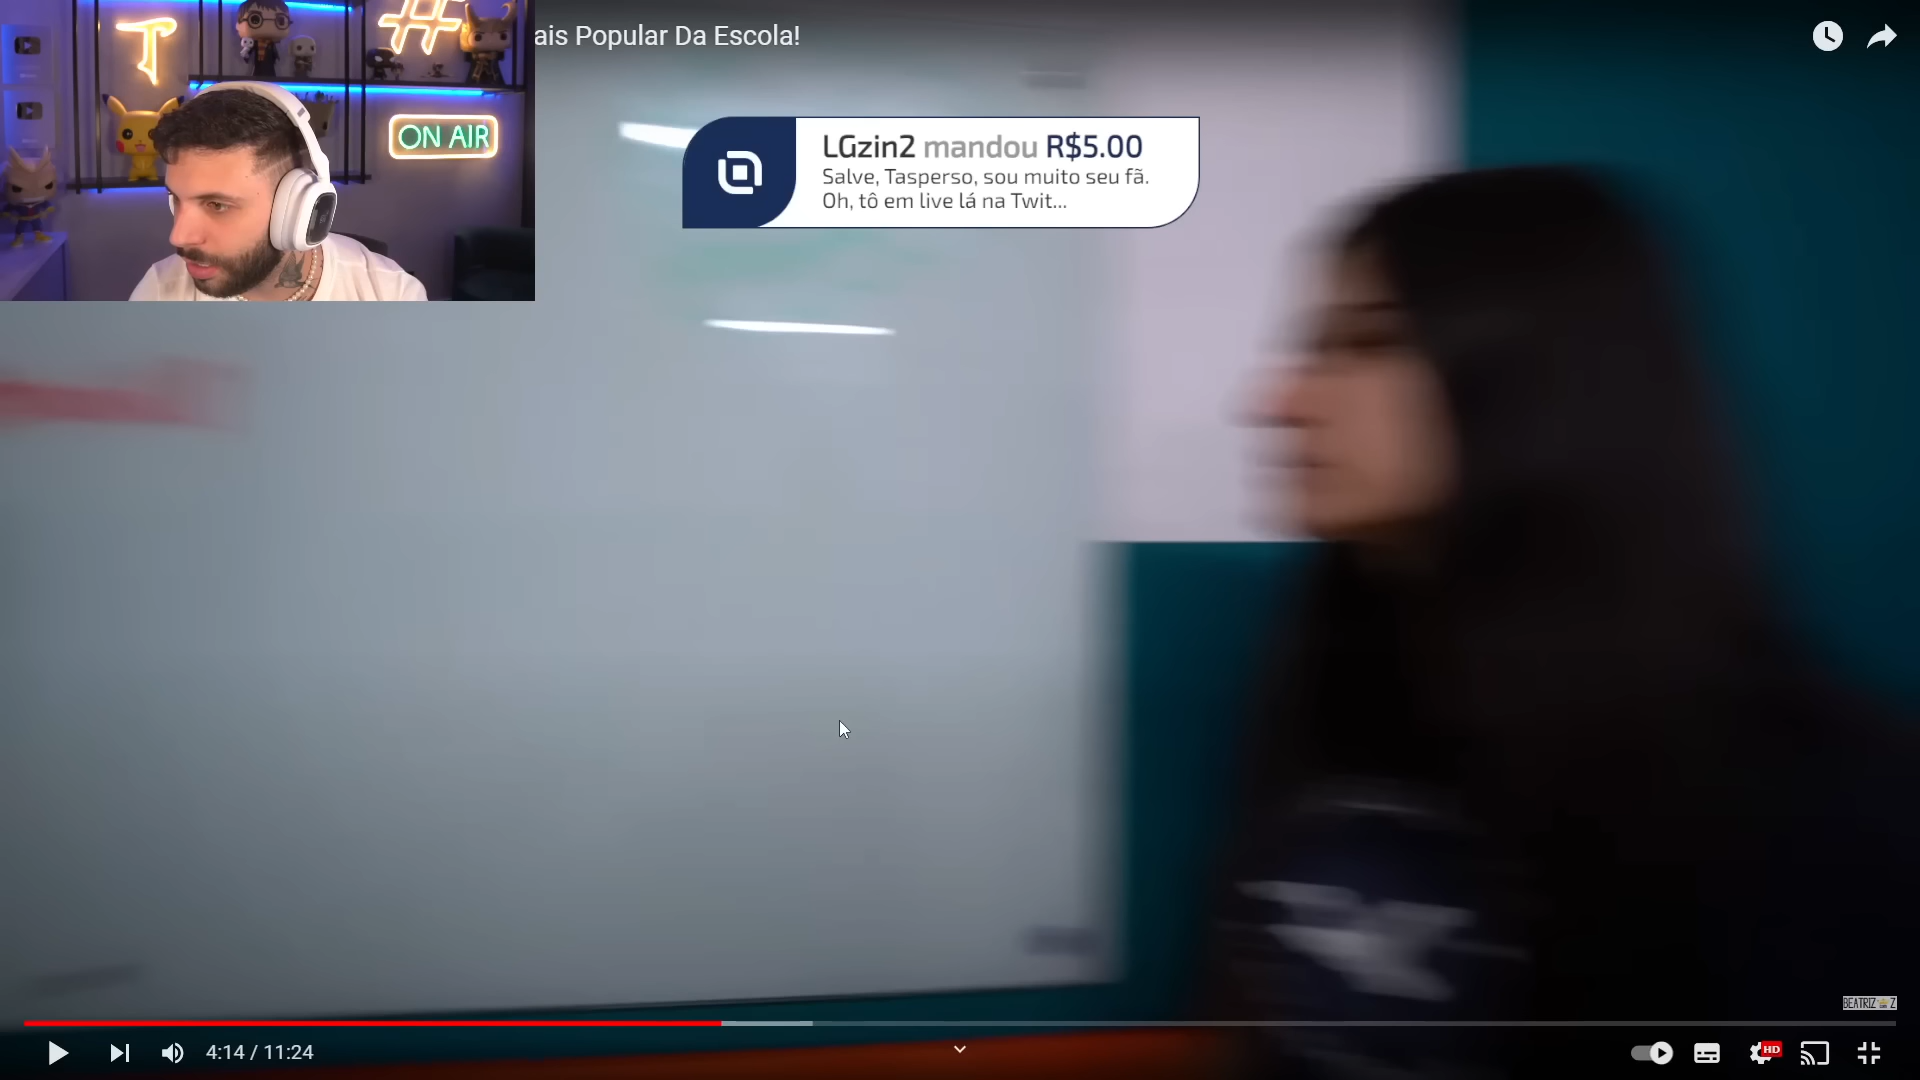 T
#
ais Popular Da Escola!
ON AIR
LGzin2 mandou R$5.00
Salve, Tasperso, sou muito seu fã.
Oh, tô em live lá na Twit...
4:14 / 11:24
HD